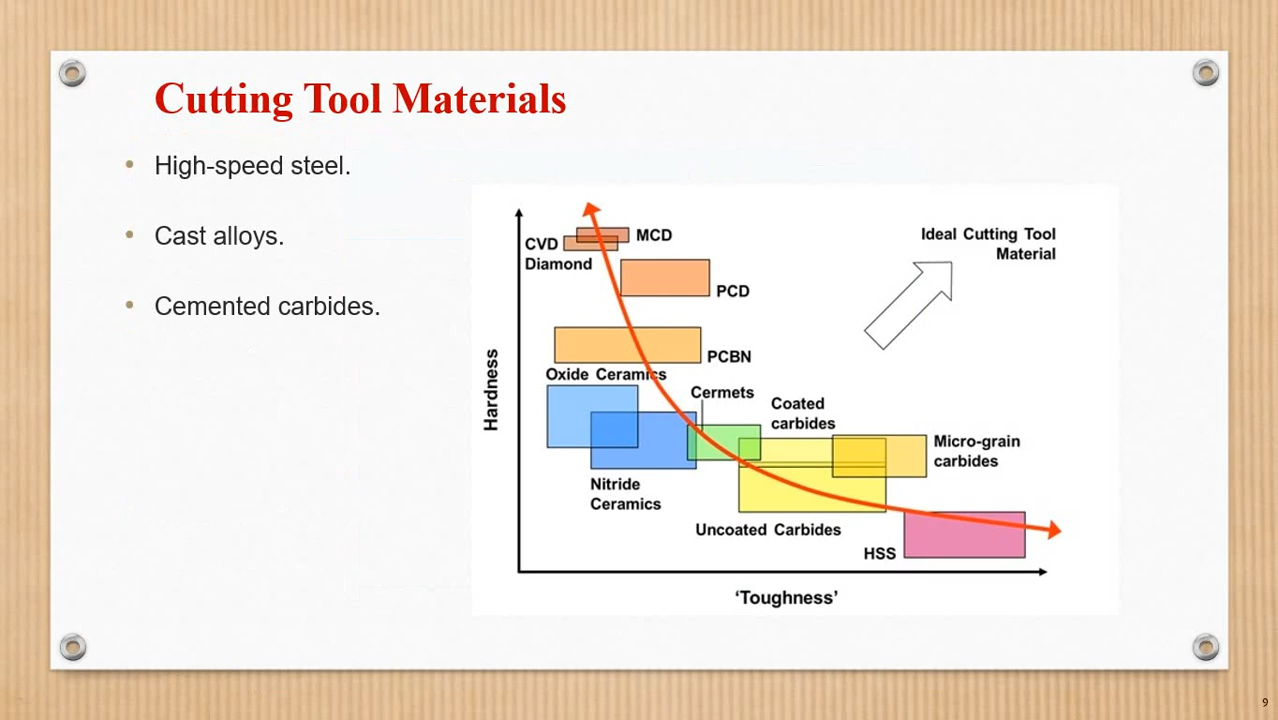 Cutting Tool Materials
• High-speed steel.
• Cast alloys.
• Cemented carbides.
CVD
Diamond
MCD
PCD
PCBN
Oxide Ceramics
Cermets
Coated
carbides
Micro-grain
carbides
Nitride
Ceramics
Uncoated Carbides
HSS
Ideal Cutting Tool
Material
Hardness
‘Toughness’
9